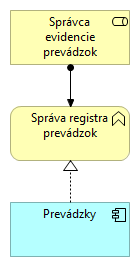 Správca
evidencie
prevádzok
Správa registra
prevádzok
Prevádzky